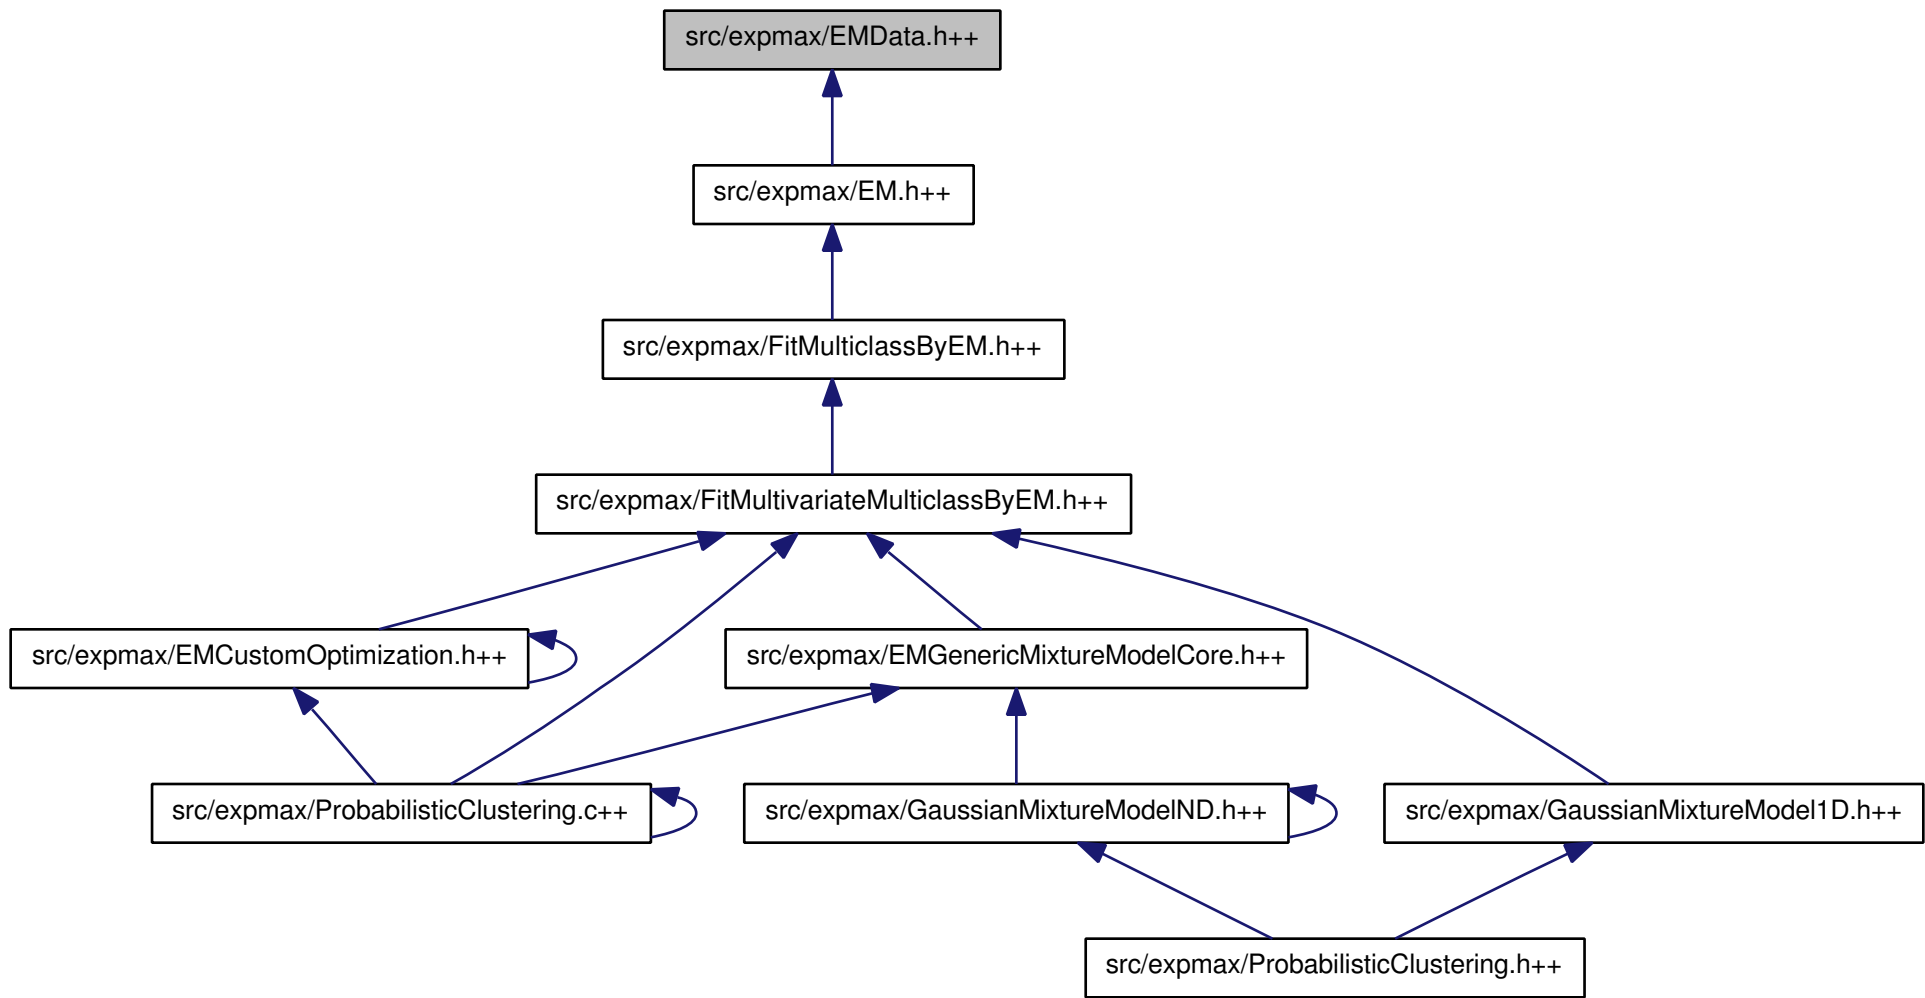 src/expmax/EMData.h++
src/expmax/EM.h++
src/expmax/FitMulticlassByEM.h++
src/expmax/FitMultivariateMulticlassByEM.h++
src/expmax/EMCustomOptimization.h++
src/expmax/EMGenericMixtureModelCore.h++
src/expmax/ProbabilisticClustering.c++
src/expmax/GaussianMixtureModelND.h++
src/expmax/GaussianMixtureModel1D.h++
src/expmax/ProbabilisticClustering.h++